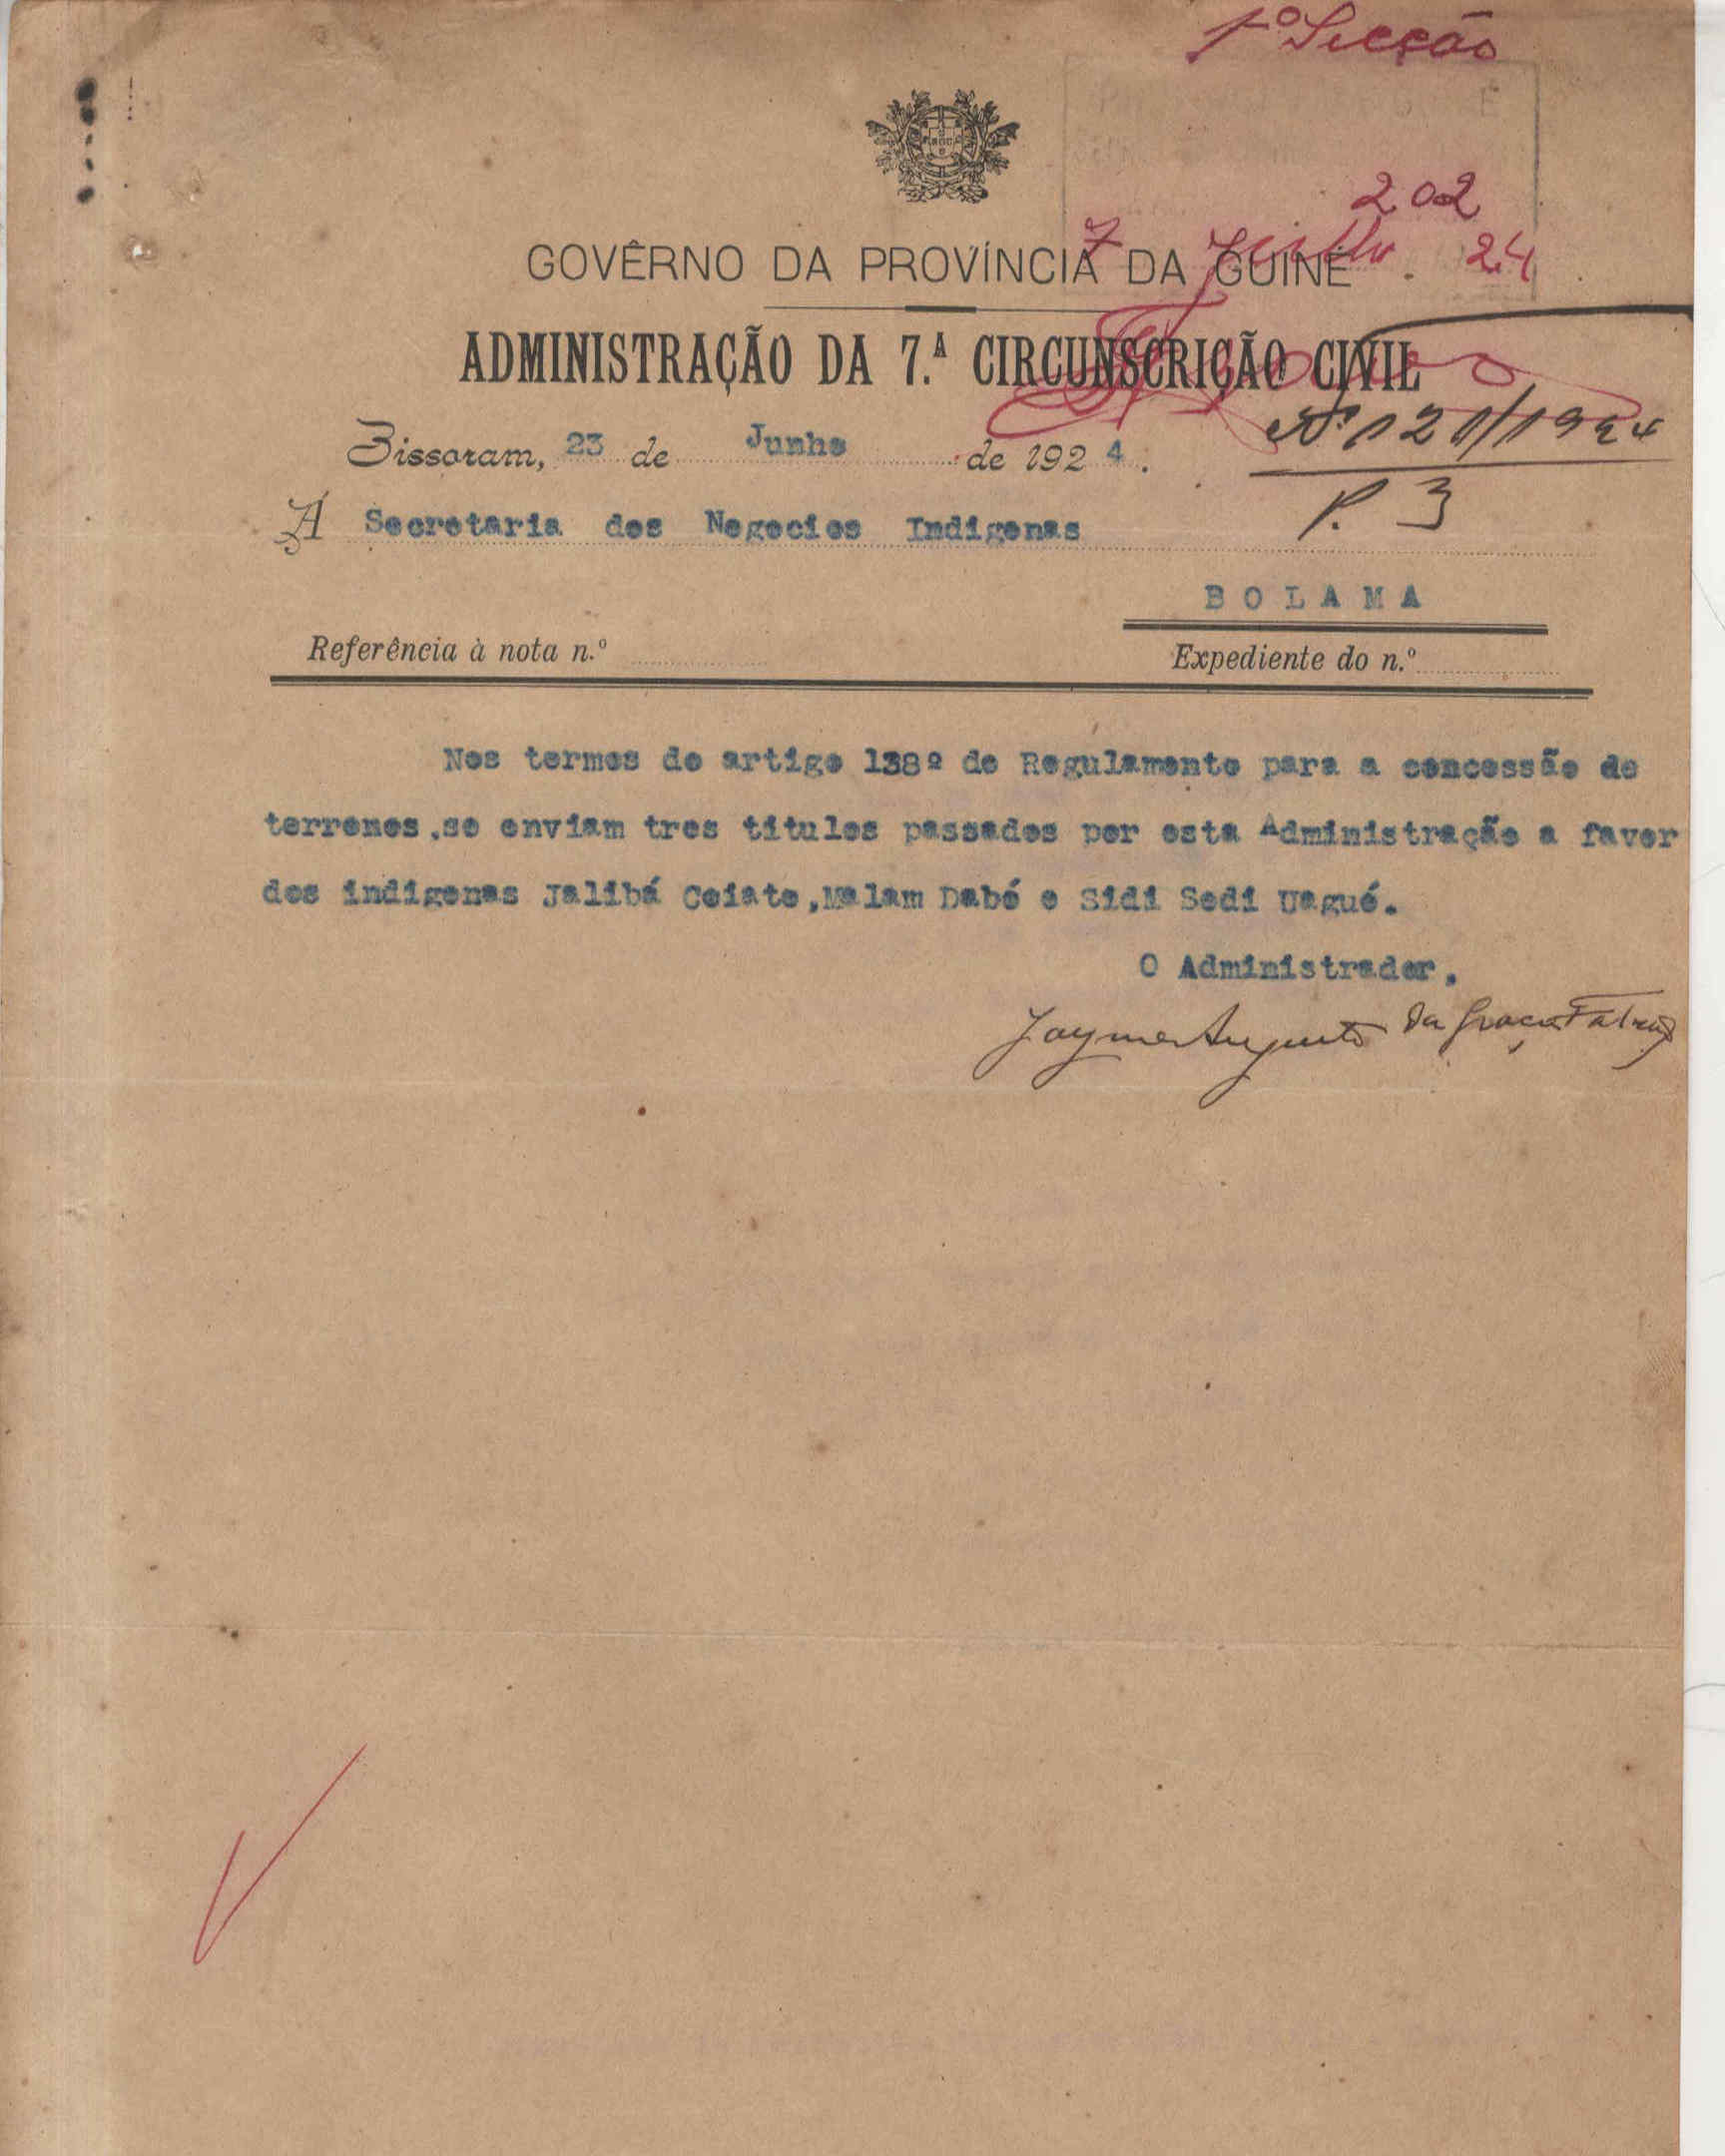 1ª Secção
202
7 Julho 24
GOVÊRNO DA PROVÍNCIA DA GUINÉ
ADMINISTRAÇÃO DA 7.ª CIRCUNSCRIÇÃO CIVIL
Nº 121/1924
Bissoram, 23 de Junho de 1924.
P. 3
Á Secretaria dos Negocios Indigenas
BOLAMA
Referência à nota n.º
Expediente do n.º
Nos termos do artigo 138º do Regulamento para a concessão de
terrenos,se enviam tres titulos passados por esta Administração a favor
dos indigenas Jalibá Coiate,Malam Dabó e Sidi Sedi Uagué.
O Administrador,
Jayme Augusto da Graça Falcão